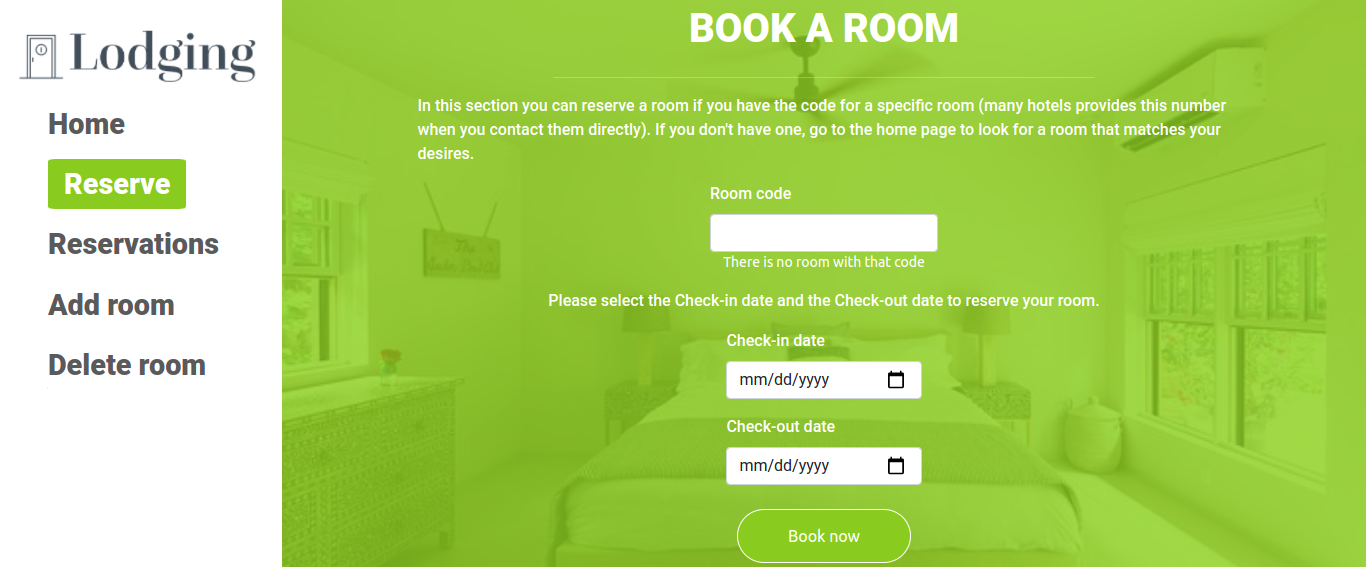 Lodging
Home
Reserve
Reservations
Add room
Delete room
BOOK A ROOM
In this section you can reserve a room if you have the code for a specific room (many hotels provides this number
when you contact them directly). If you don't have one, go to the home page to look for a room that matches your
desires.
Room code
There is no room with that code
Please select the Check-in date and the Check-out date to reserve your room.
Check-in date
mm/dd/yyyy
Check-out date
mm/dd/yyyy
Book now